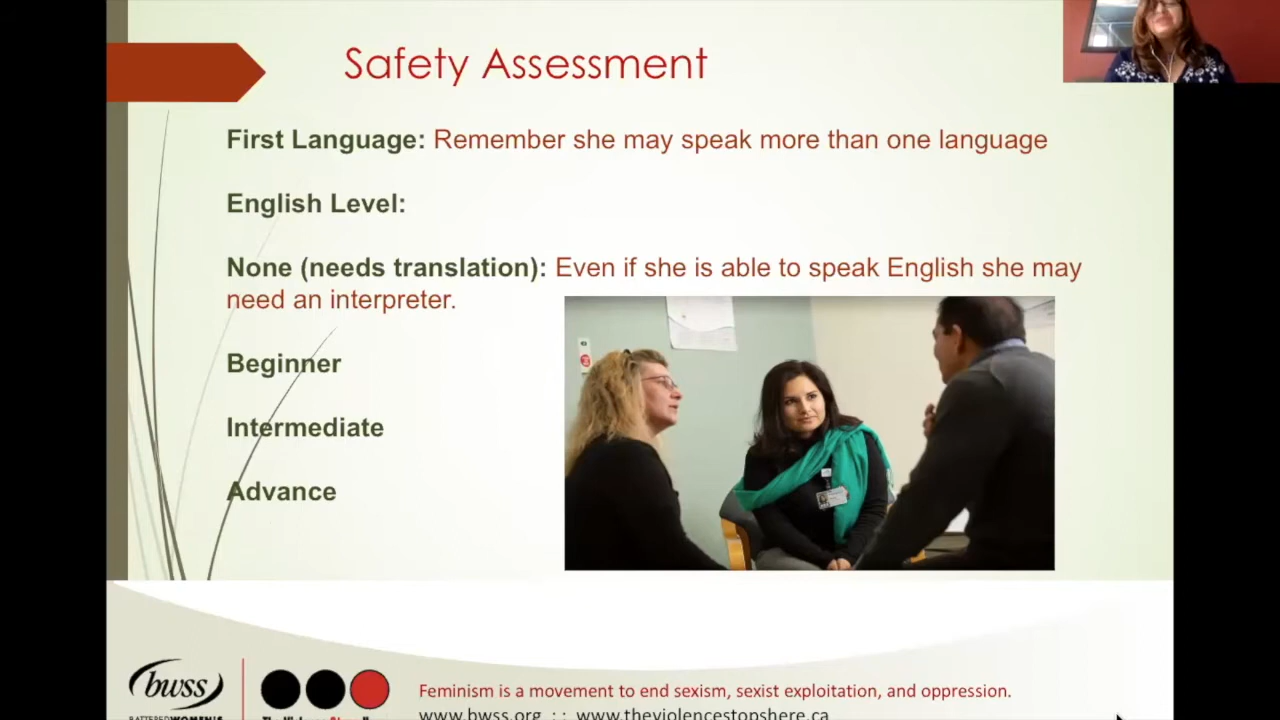 Safety Assessment
First Language: Remember she may speak more than one language
English Level:
None (needs translation): Even if she is able to speak English she may
need an interpreter.
Beginner
Intermediate
Advance
bwss
BATTERED WOMEN'S
Feminism is a movement to end sexism, sexist exploitation, and oppression.
www.bwss.org :: www.theviolencestopshere.ca